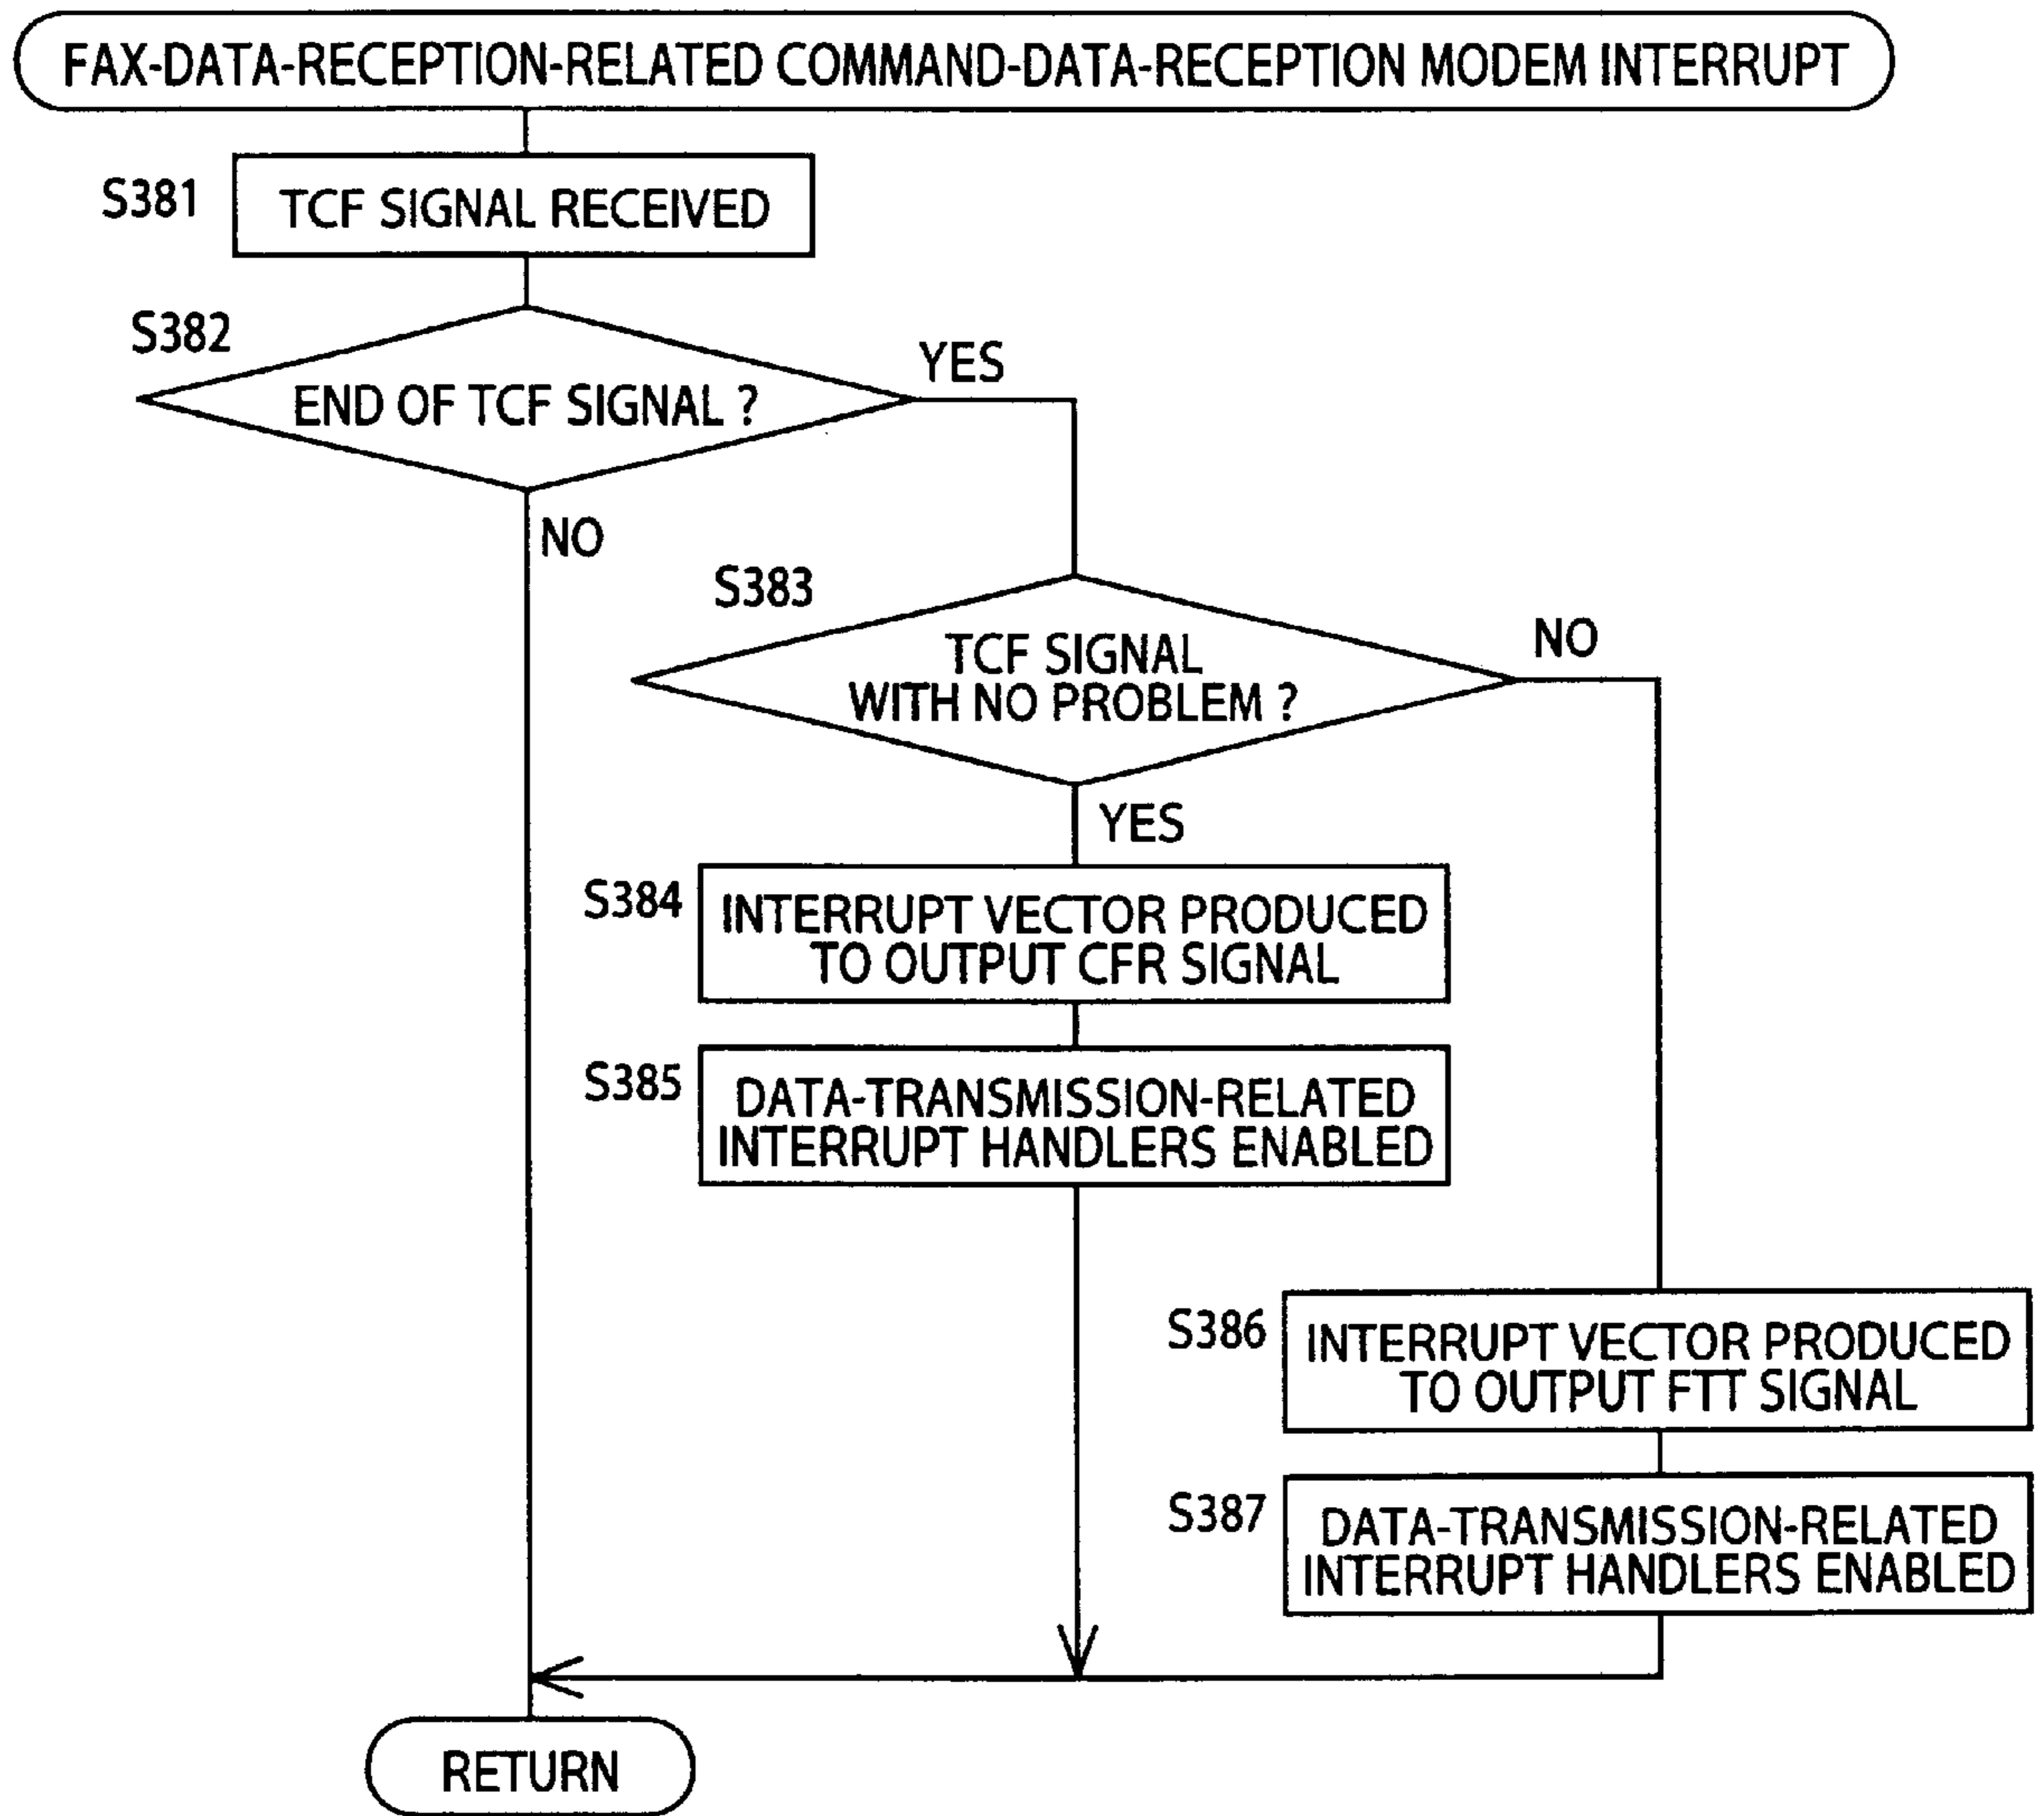 FAX-DATA-RECEPTION-RELATED COMMAND-DATA-RECEPTION MODEM INTERRUPT
S381
TCF SIGNAL RECEIVED
S382
END OF TCF SIGNAL ?
YES
NO
S383
TCF SIGNAL
WITH NO PROBLEM ?
NO
YES
S384
INTERRUPT VECTOR PRODUCED
TO OUTPUT CFR SIGNAL
S385
DATA-TRANSMISSION-RELATED
INTERRUPT HANDLERS ENABLED
S386
INTERRUPT VECTOR PRODUCED
TO OUTPUT FTT SIGNAL
S387
DATA-TRANSMISSION-RELATED
INTERRUPT HANDLERS ENABLED
RETURN